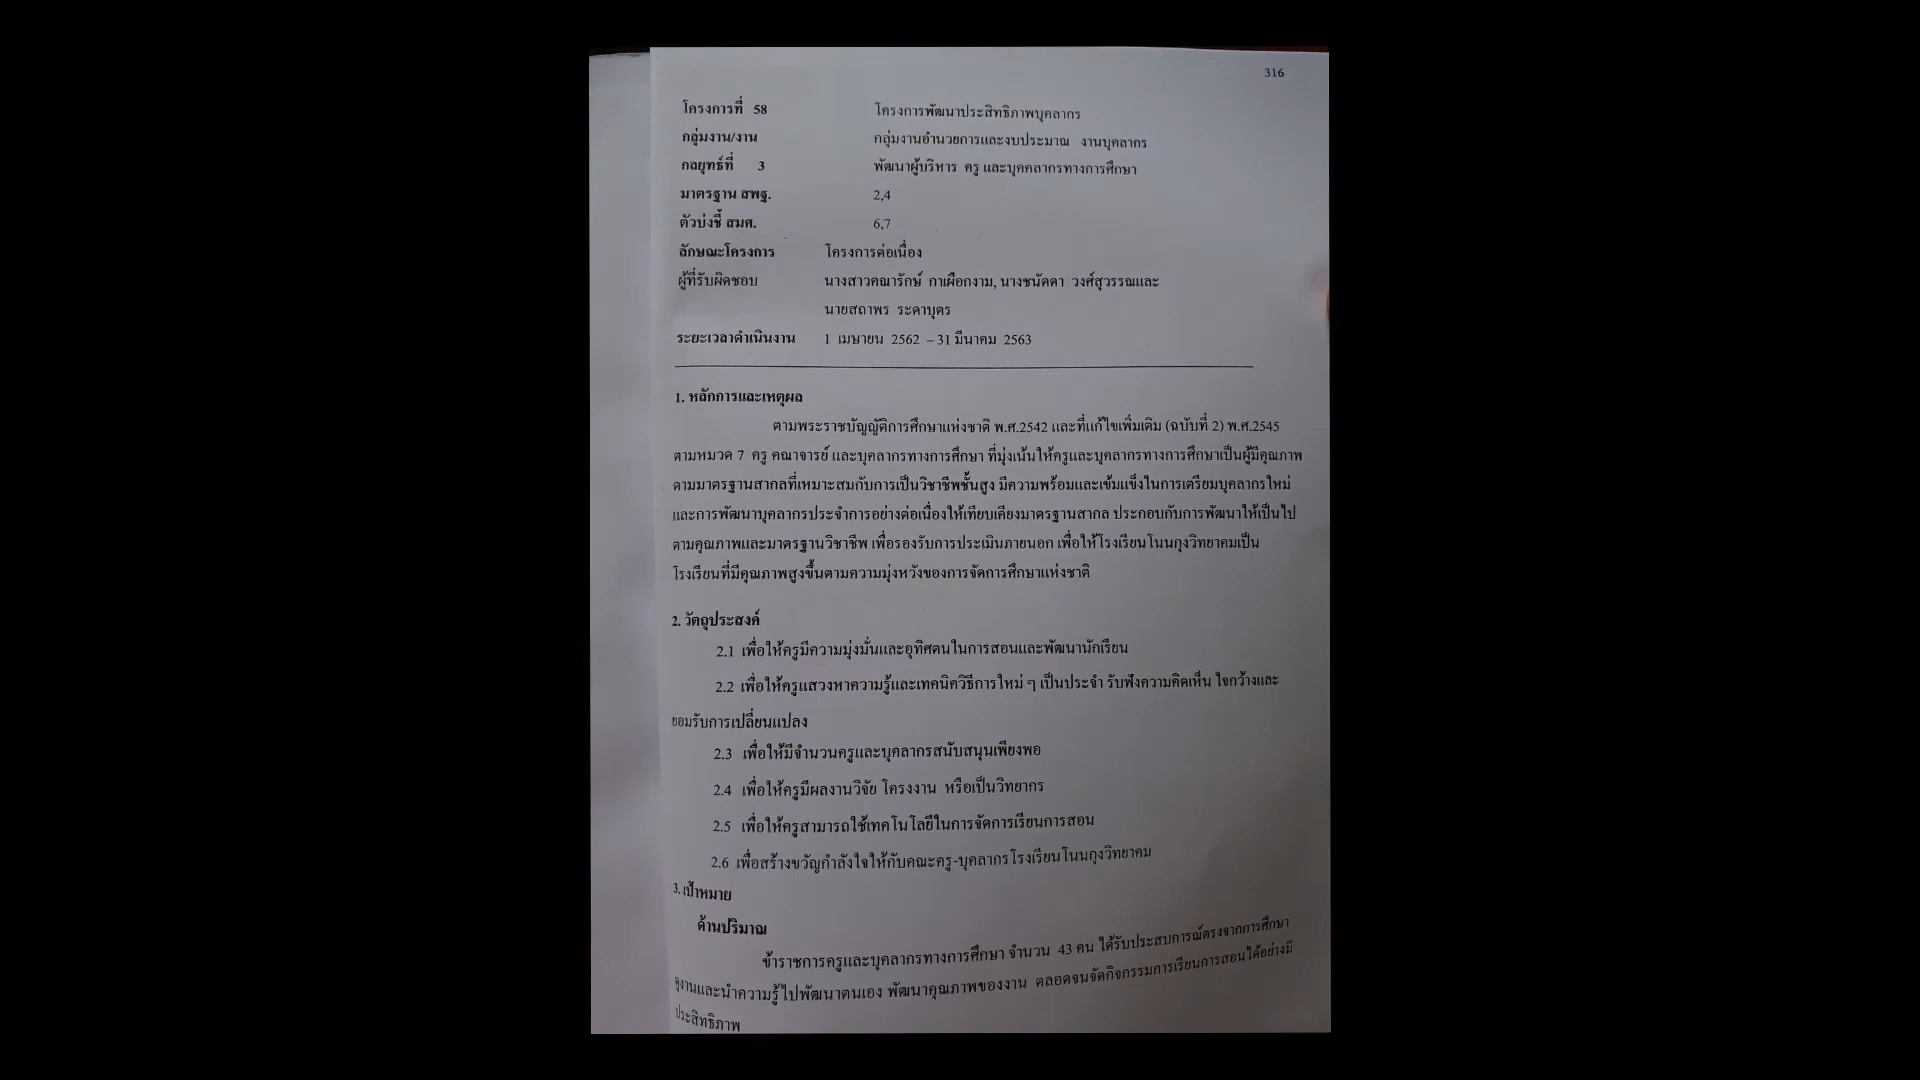 316
โครงการที่ 58 โครงการพัฒนาประสิทธิภาพบุคลากร
กลุ่มงาน/งาน กลุ่มงานอำนวยการและงบประมาณ งานบุคลากร
กลยุทธ์ที่ 3 พัฒนาผู้บริหาร ครู และบุคคลากรทางการศึกษา
มาตรฐาน สพฐ. 2,4
ตัวบ่งชี้ สมศ. 6,7
ลักษณะโครงการ โครงการต่อเนื่อง
ผู้ที่รับผิดชอบ นางสาวคณารักษ์ กาเผือกงาม, นางชนัดดา วงศ์สุวรรณและ
นายสถาพร ระดาบุตร
ระยะเวลาดำเนินงาน 1 เมษายน 2562 – 31 มีนาคม 2563
1. หลักการและเหตุผล
ตามพระราชบัญญัติการศึกษาแห่งชาติ พ.ศ.2542 และที่แก้ไขเพิ่มเติม (ฉบับที่ 2) พ.ศ.2545
ตามหมวด 7 ครู คณาจารย์ และบุคลากรทางการศึกษา ที่มุ่งเน้นให้ครูและบุคลากรทางการศึกษาเป็นผู้มีคุณภาพ
ตามมาตรฐานสากลที่เหมาะสมกับการเป็นวิชาชีพชั้นสูง มีความพร้อมและเข้มแข็งในการเตรียมบุคลากรใหม่
และการพัฒนาบุคลากรประจำการอย่างต่อเนื่องให้เทียบเคียงมาตรฐานสากล ประกอบกับการพัฒนาให้เป็นไป
ตามคุณภาพและมาตรฐานวิชาชีพ เพื่อรองรับการประเมินภายนอก เพื่อให้โรงเรียนโนนกุงวิทยาคมเป็น
โรงเรียนที่มีคุณภาพสูงขึ้นตามความมุ่งหวังของการจัดการศึกษาแห่งชาติ
2. วัตถุประสงค์
2.1 เพื่อให้ครูมีความมุ่งมั่นและอุทิศตนในการสอนและพัฒนานักเรียน
2.2 เพื่อให้ครูแสวงหาความรู้และเทคนิควิธีการใหม่ ๆ เป็นประจำ รับฟังความคิดเห็น ใจกว้างและ
ยอมรับการเปลี่ยนแปลง
2.3 เพื่อให้มีจำนวนครูและบุคลากรสนับสนุนเพียงพอ
2.4 เพื่อให้ครูมีผลงานวิจัย โครงงาน หรือเป็นวิทยากร
2.5 เพื่อให้ครูสามารถใช้เทคโนโลยีในการจัดการเรียนการสอน
2.6 เพื่อสร้างขวัญกำลังใจให้กับคณะครู-บุคลากรโรงเรียนโนนกุงวิทยาคม
3. เป้าหมาย
ด้านปริมาณ
ข้าราชการครูและบุคลากรทางการศึกษา จำนวน 43 คน ได้รับประสบการณ์ตรงจากการศึกษา
ดูงานและนำความรู้ไปพัฒนาตนเอง พัฒนาคุณภาพของงาน ตลอดจนจัดกิจกรรมการเรียนการสอนได้อย่างมี
ประสิทธิภาพ